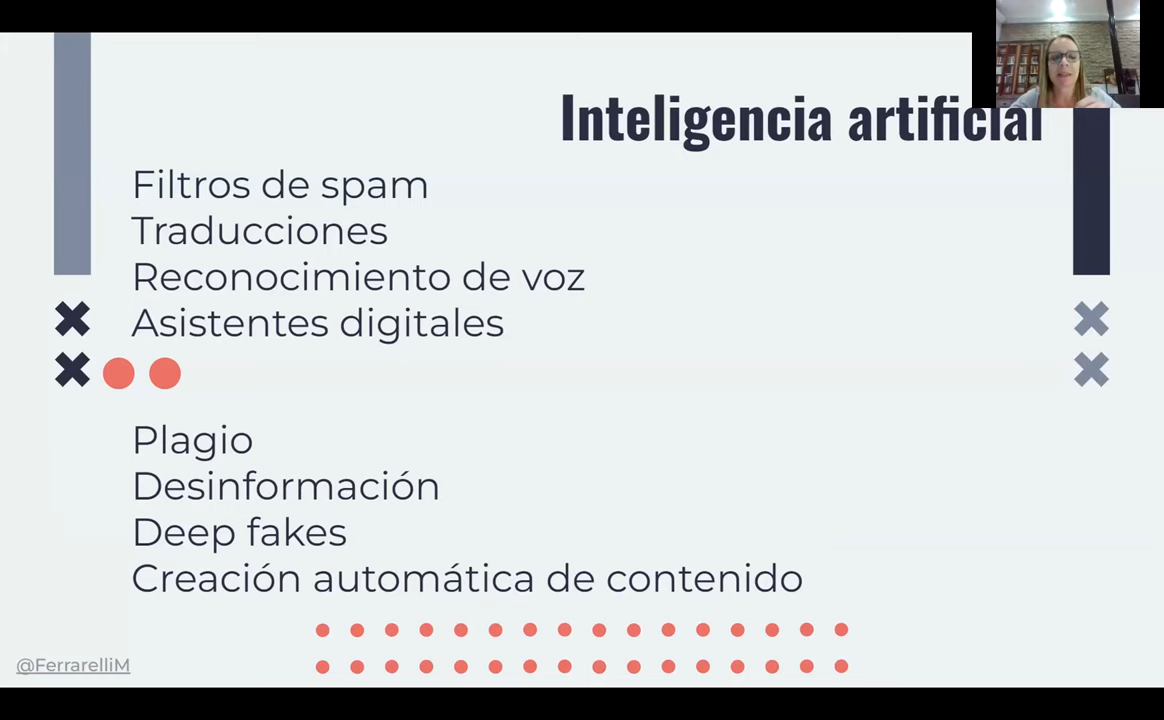 Inteligencia artificial
Filtros de spam
Traducciones
Reconocimiento de voz
Asistentes digitales
Plagio
Desinformación
Deep fakes
Creación automática de contenido
@FerrarelliM